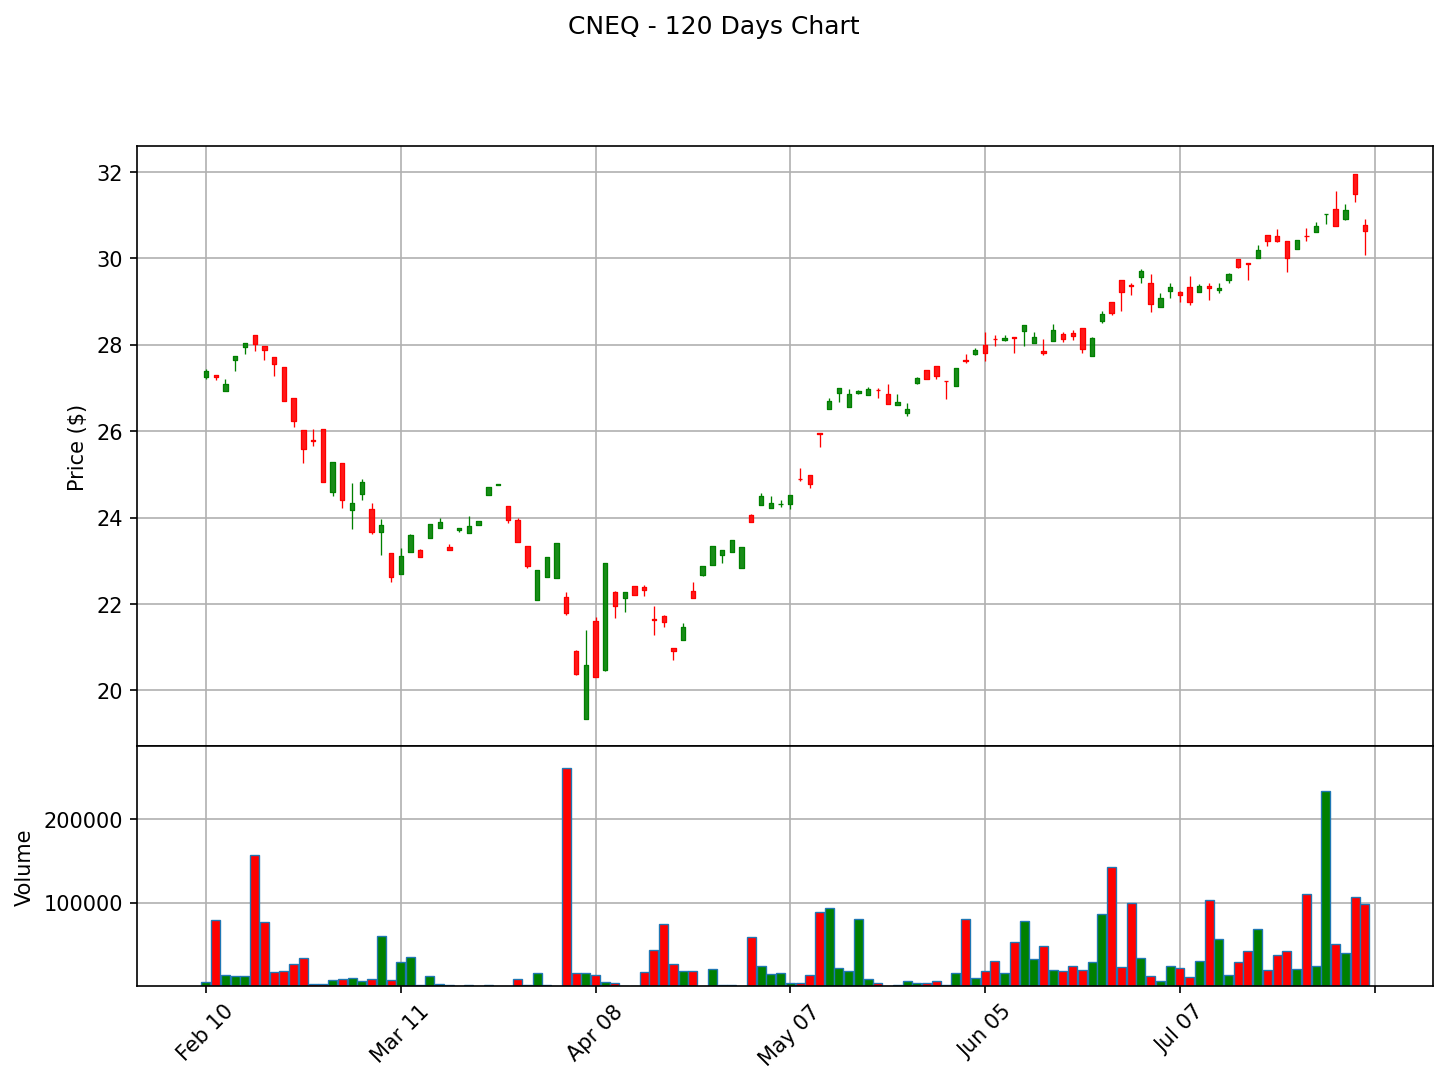 CNEQ - 120 Days Chart
Price ($)
32
30
28
26
24
22
20
Volume
200000
100000
Feb 10
Mar 11
Apr 08
May 07
Jun 05
Jul 07